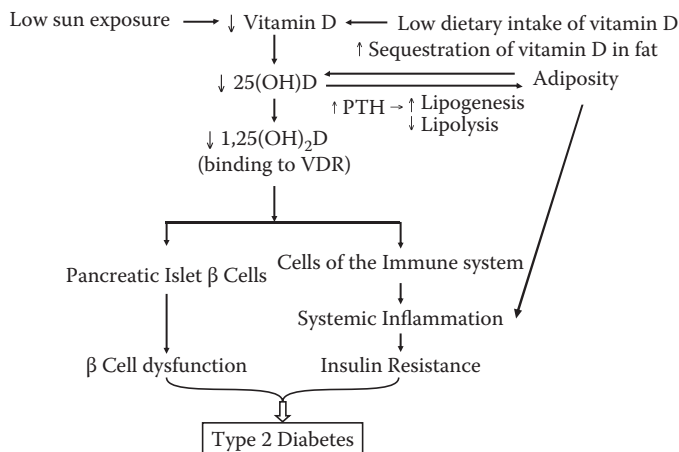 Low sun exposure
↓ Vitamin D
Low dietary intake of vitamin D
↑ Sequestration of vitamin D in fat
↓ 25(OH)D
Adiposity
↑ PTH → ↑ Lipogenesis
↓ Lipolysis
↓ 1,25(OH)₂D
(binding to VDR)
Pancreatic Islet β Cells
Cells of the Immune system
Systemic Inflammation
β Cell dysfunction
Insulin Resistance
Type 2 Diabetes